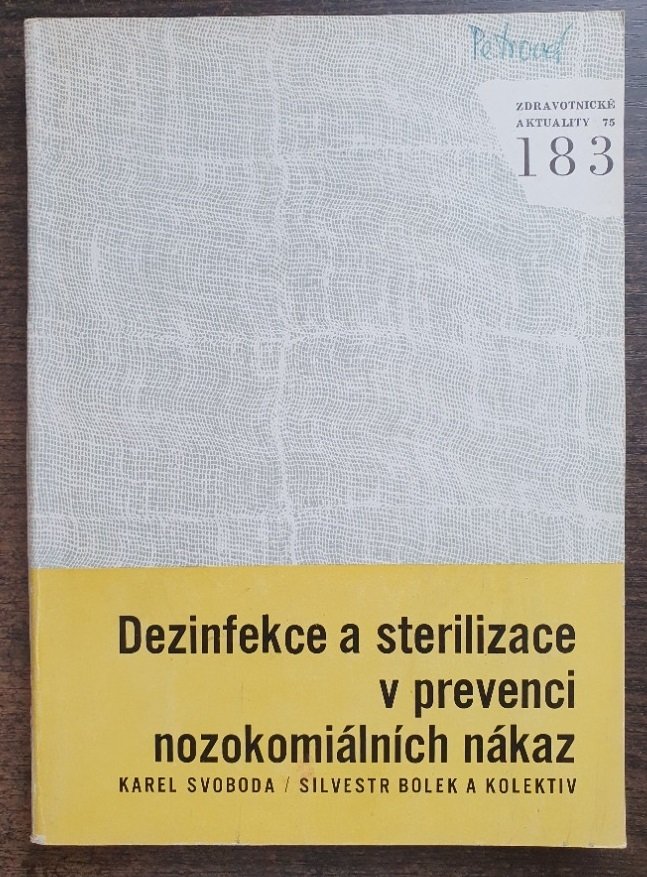 Petrová
ZDRAVOTNICKÉ
AKTUALITY 75
183
Dezinfekce a sterilizace
v prevenci
nozokomiálních nákaz
KAREL SVOBODA / SILVESTR BOLEK A KOLEKTIV